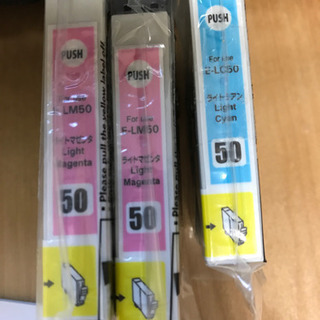 PUSH
E-LM50
ライトマゼンタ
Light
Magenta
50
• Please pull the yellow label off
PUSH
For use
E-LM50
ライトマゼンタ
Light
Magenta
50
• Please pu
PUSH
For use
E-LC50
ライトシアン
Light
Cyan
50